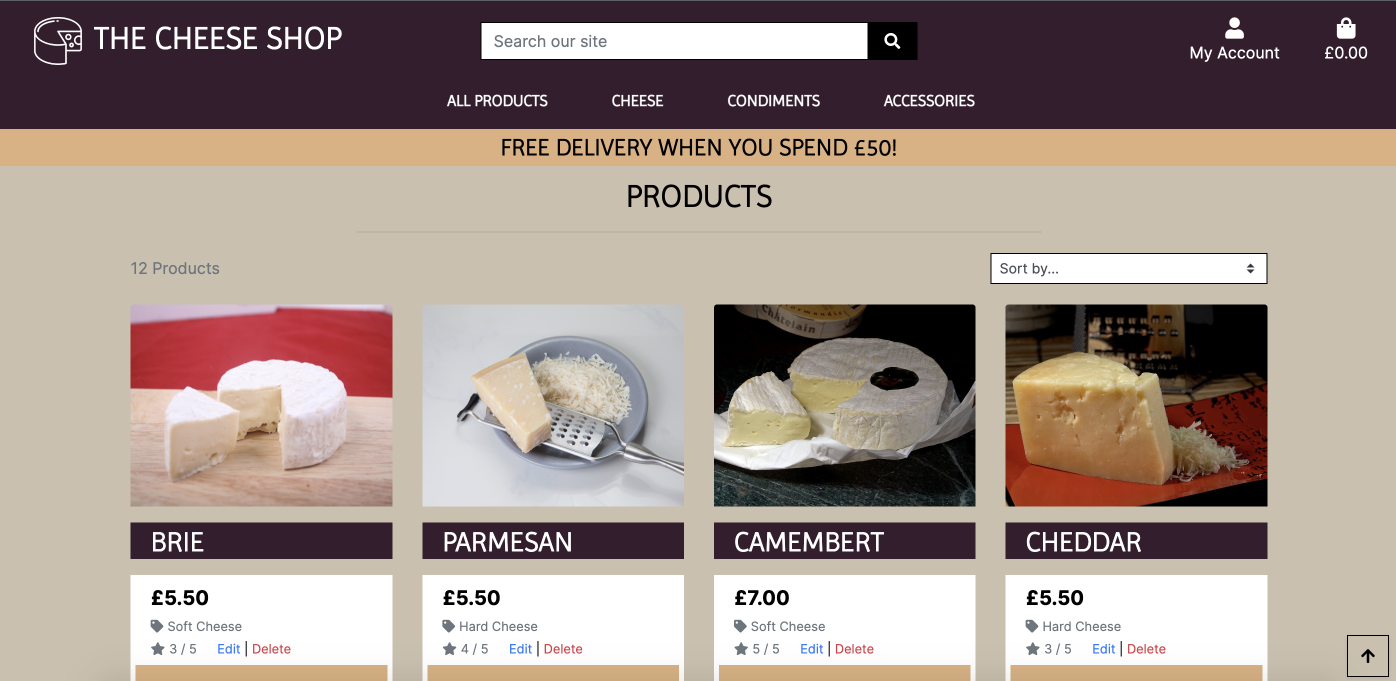 THE CHEESE SHOP
Search our site
My Account
£0.00
ALL PRODUCTS
CHEESE
CONDIMENTS
ACCESSORIES
FREE DELIVERY WHEN YOU SPEND £50!
PRODUCTS
12 Products
Sort by...
Chatelain
BRIE
£5.50
Soft Cheese
3 / 5 Edit | Delete
PARMESAN
£5.50
Hard Cheese
4 / 5 Edit | Delete
CAMEMBERT
£7.00
Soft Cheese
5 / 5 Edit | Delete
CHEDDAR
£5.50
Hard Cheese
3 / 5 Edit | Delete